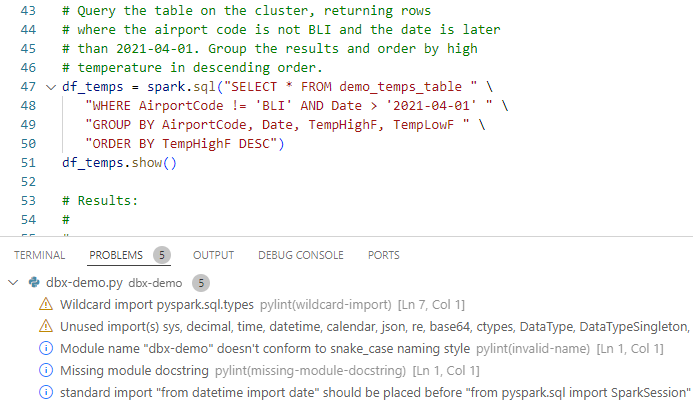 43 # Query the table on the cluster, returning rows
44 # where the airport code is not BLI and the date is later
45 # than 2021-04-01. Group the results and order by high
46 # temperature in descending order.
47 df_temps = spark.sql("SELECT * FROM demo_temps_table " \
48 "WHERE AirportCode != 'BLI' AND Date > '2021-04-01' " \
49 "GROUP BY AirportCode, Date, TempHighF, TempLowF " \
50 "ORDER BY TempHighF DESC")
51 df_temps.show()
52
53 # Results:
54 #
55 #
TERMINAL PROBLEMS 5 OUTPUT DEBUG CONSOLE PORTS
dbx-demo.py dbx-demo 5
Wildcard import pyspark.sql.types pylint(wildcard-import) [Ln 7, Col 1]
Unused import(s) sys, decimal, time, datetime, calendar, json, re, base64, ctypes, DataType, DataTypeSingleton,
Module name "dbx-demo" doesn't conform to snake_case naming style pylint(invalid-name) [Ln 1, Col 1]
Missing module docstring pylint(missing-module-docstring) [Ln 1, Col 1]
standard import "from datetime import date" should be placed before "from pyspark.sql import SparkSession"